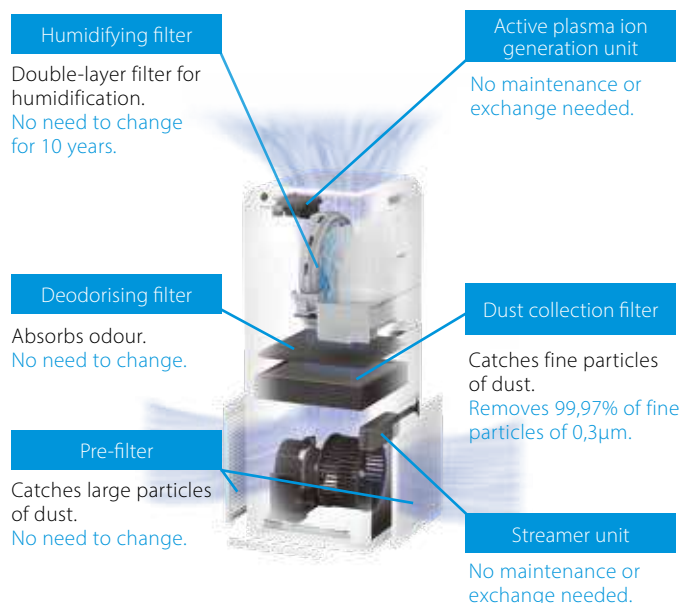 Humidifying filter
Double-layer filter for
humidification.
No need to change
for 10 years.
Active plasma ion
generation unit
No maintenance or
exchange needed.
Deodorising filter
Absorbs odour.
No need to change.
Dust collection filter
Catches fine particles
of dust.
Removes 99,97% of fine
particles of 0,3µm.
Pre-filter
Catches large particles
of dust.
No need to change.
Streamer unit
No maintenance or
exchange needed.